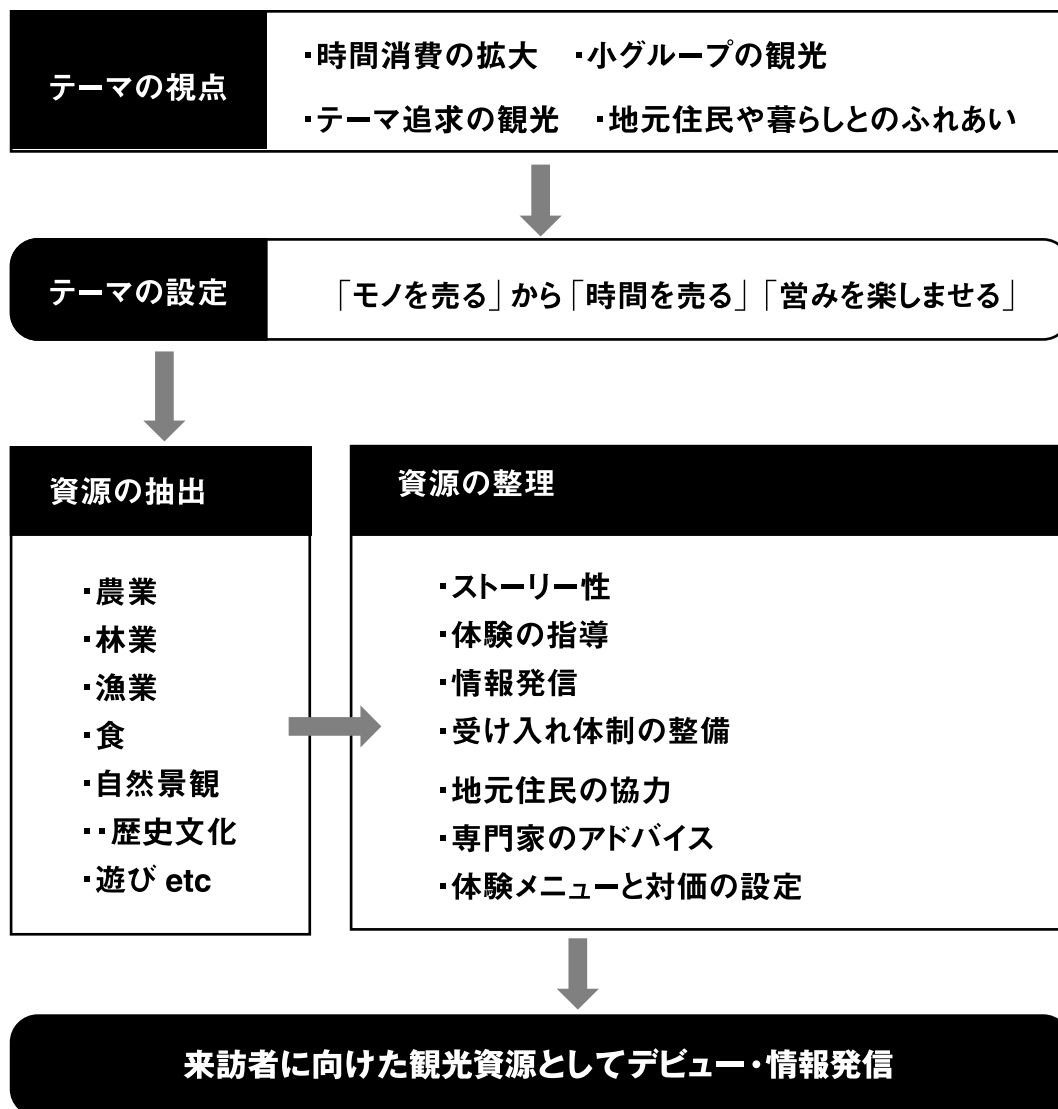 テーマの視点
・時間消費の拡大 ・小グループの観光
・テーマ追求の観光 ・地元住民や暮らしとのふれあい
テーマの設定
「モノを売る」から「時間を売る」「営みを楽しませる」
資源の抽出
・農業
・林業
・漁業
・食
・自然景観
・・歴史文化
・遊び etc
資源の整理
・ストーリー性
・体験の指導
・情報発信
・受け入れ体制の整備
・地元住民の協力
・専門家のアドバイス
・体験メニューと対価の設定
来訪者に向けた観光資源としてデビュー・情報発信